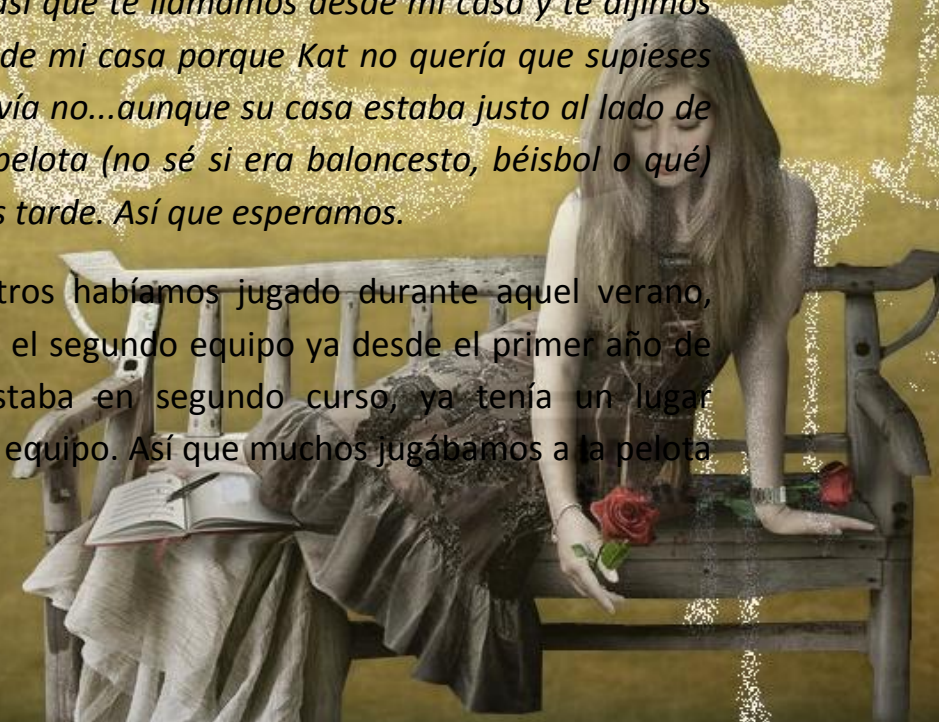 así que te llamamos desde mi casa y te dijimos
de mi casa porque Kat no quería que supieses
vía no...aunque su casa estaba justo al lado de
pelota (no sé si era baloncesto, béisbol o qué)
s tarde. Así que esperamos.
tros habíamos jugado durante aquel verano,
el segundo equipo ya desde el primer año de
staba en segundo curso, ya tenía un lugar
equipo. Así que muchos jugábamos a la pelota